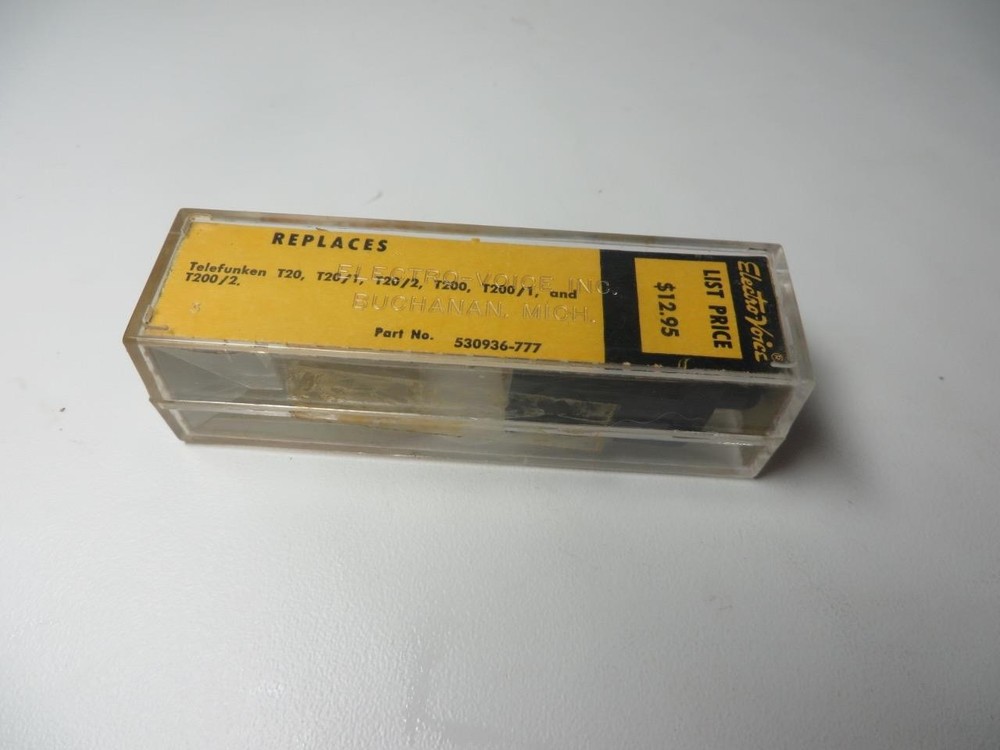 REPLACES
Telefunken T20, T20/1, T20/2, T200, T200/1, and
T200/2.
Part No. 530936-777
ELECTRO-VOICE INC.
BUCHANAN, MICH.
LIST PRICE
$12.95
Electro Voice®